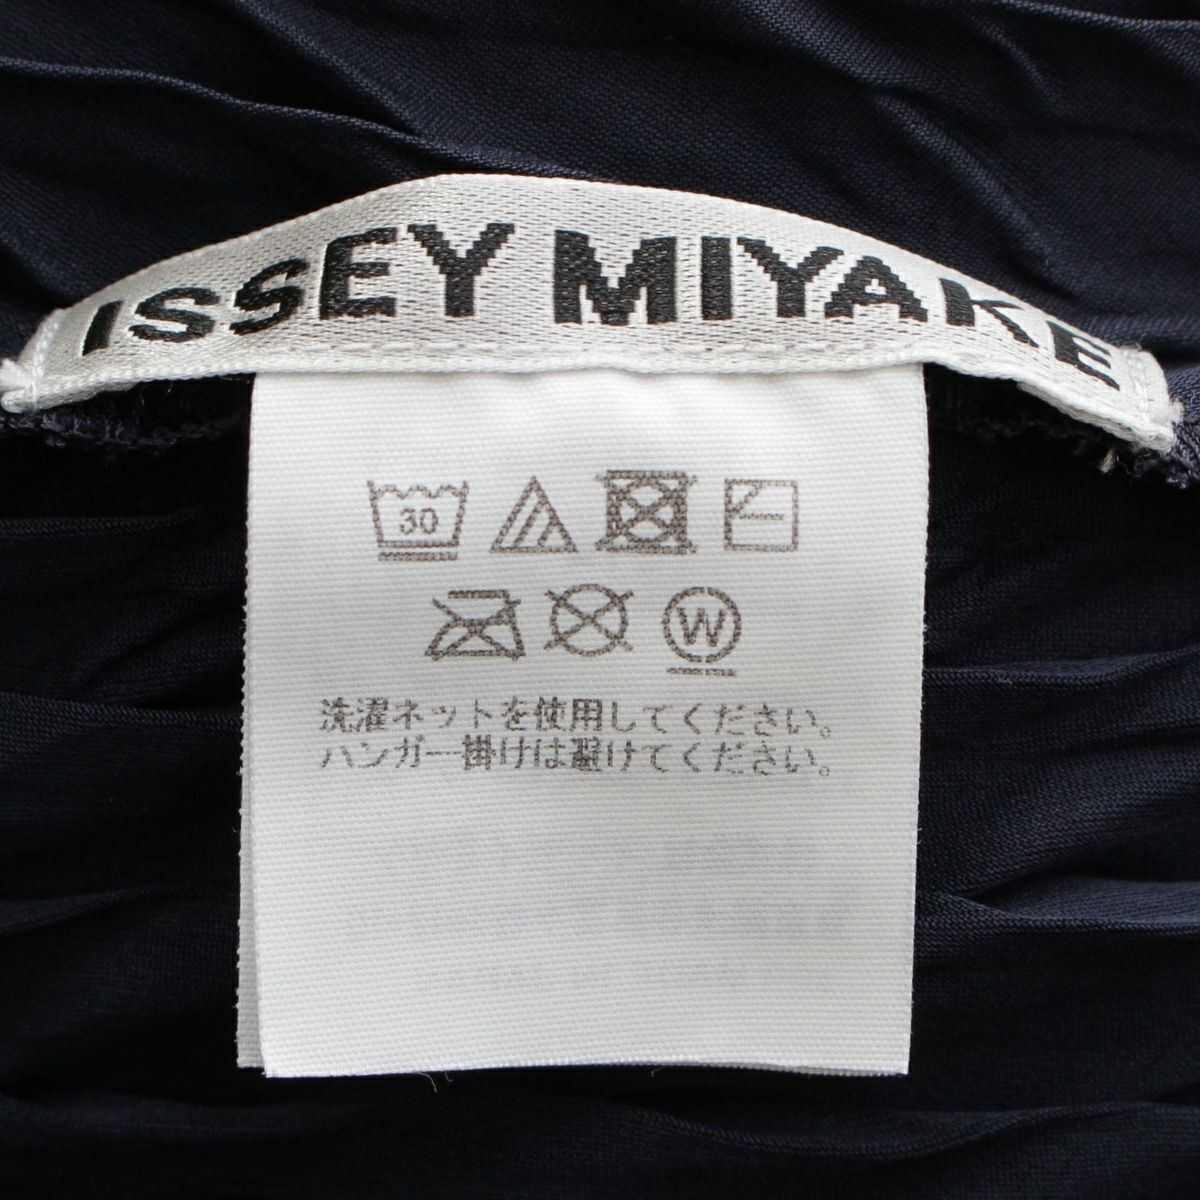 ISSEY MIYAKE
30
W
洗濯ネットを使用してください。
ハンガー掛けは避けてください。